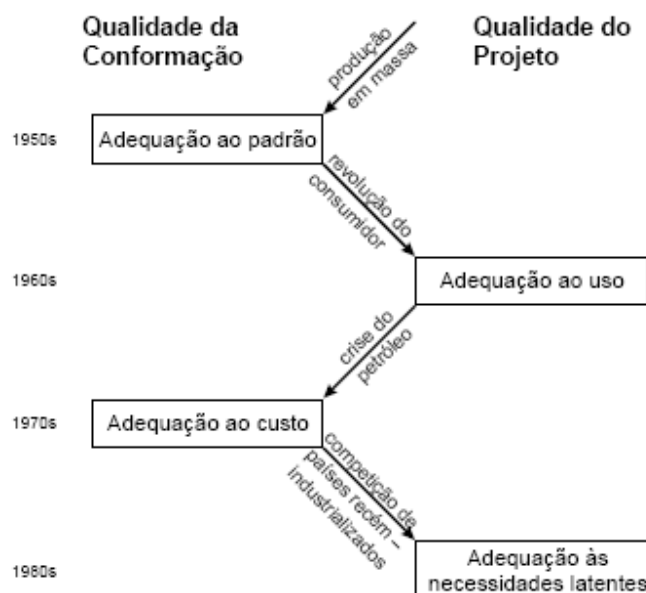 Qualidade da
Conformação
Qualidade do
Projeto
produção
em massa
1950s
Adequação ao padrão
revolução do
consumidor
1960s
Adequação ao uso
crise do
petróleo
1970s
Adequação ao custo
competição de
países recém –
industrializados
1980s
Adequação às
necessidades latentes